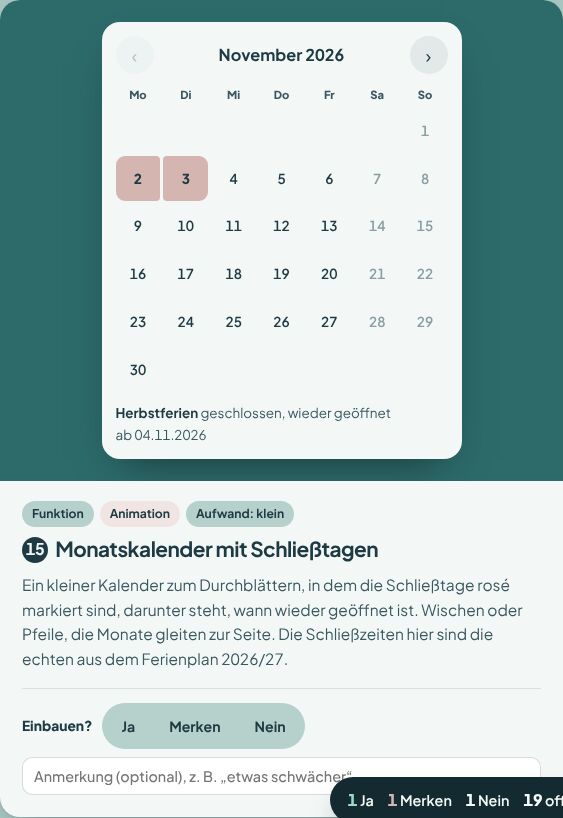 ‹ November 2026 ›
Mo Di Mi Do Fr Sa So
1
2 3 4 5 6 7 8
9 10 11 12 13 14 15
16 17 18 19 20 21 22
23 24 25 26 27 28 29
30
Herbstferien geschlossen, wieder geöffnet
ab 04.11.2026
Funktion Animation Aufwand: klein
15 Monatskalender mit Schließtagen
Ein kleiner Kalender zum Durchblättern, in dem die Schließtage rosé
markiert sind, darunter steht, wann wieder geöffnet ist. Wischen oder
Pfeile, die Monate gleiten zur Seite. Die Schließzeiten hier sind die
echten aus dem Ferienplan 2026/27.
Einbauen? Ja Merken Nein
Anmerkung (optional), z. B. „etwas schwächer“
1 Ja 1 Merken 1 Nein 19